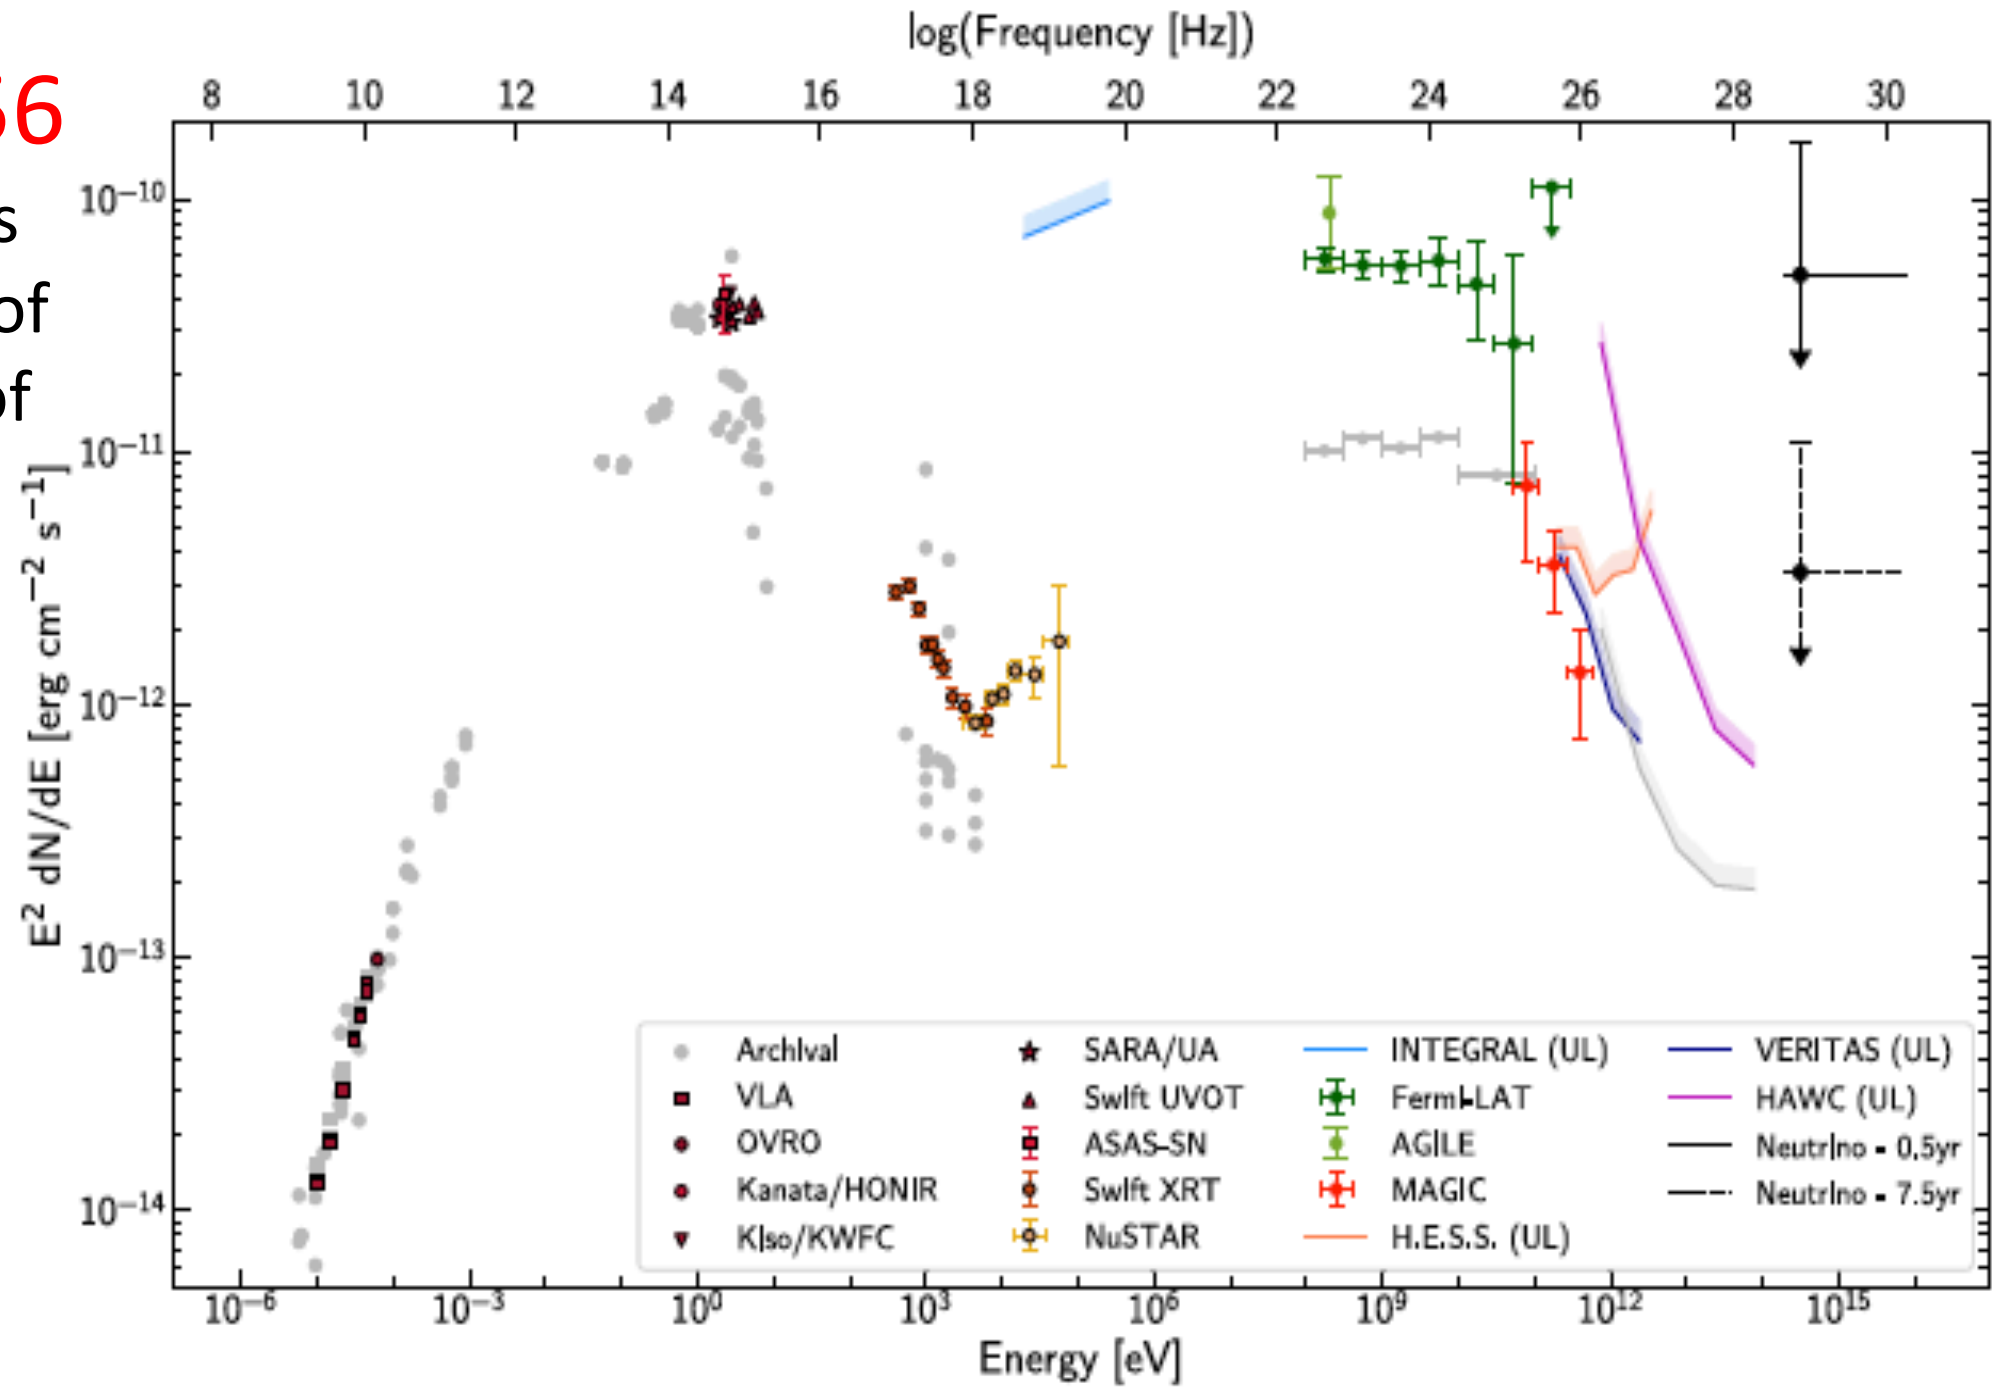 log(Frequency [Hz])
8 10 12 14 16 18 20 22 24 26 28 30
56
s
of
of
10−10
10−11
10−12
10−13
10−14
E2 dN/dE [erg cm−2 s−1]
Archival
VLA
OVRO
Kanata/HONIR
Kiso/KWFC
SARA/UA
Swift UVOT
ASAS-SN
Swift XRT
NuSTAR
INTEGRAL (UL)
Fermi-LAT
AGILE
MAGIC
H.E.S.S. (UL)
VERITAS (UL)
HAWC (UL)
Neutrino - 0.5yr
Neutrino - 7.5yr
10−6 10−3 100 103 106 109 1012 1015
Energy [eV]